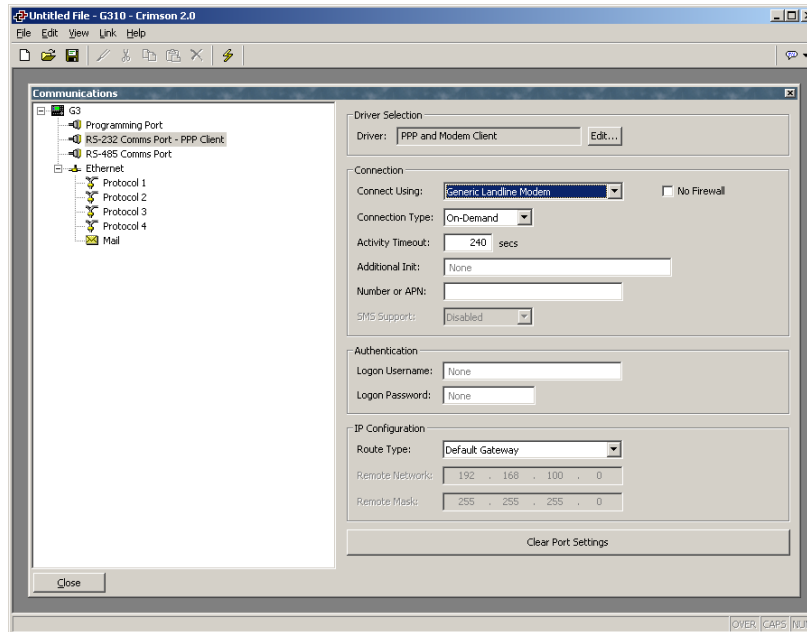 Untitled File - G310 - Crimson 2.0
File Edit View Link Help
Communications
G3
Programming Port
RS-232 Comms Port - PPP Client
RS-485 Comms Port
Ethernet
Protocol 1
Protocol 2
Protocol 3
Protocol 4
Mail
Driver Selection
Driver: PPP and Modem Client Edit...
Connection
Connect Using: Generic Landline Modem No Firewall
Connection Type: On-Demand
Activity Timeout: 240 secs
Additional Init: None
Number or APN:
SMS Support: Disabled
Authentication
Logon Username: None
Logon Password: None
IP Configuration
Route Type: Default Gateway
Remote Network: 192 . 168 . 100 . 0
Remote Mask: 255 . 255 . 255 . 0
Clear Port Settings
Close
OVER CAPS